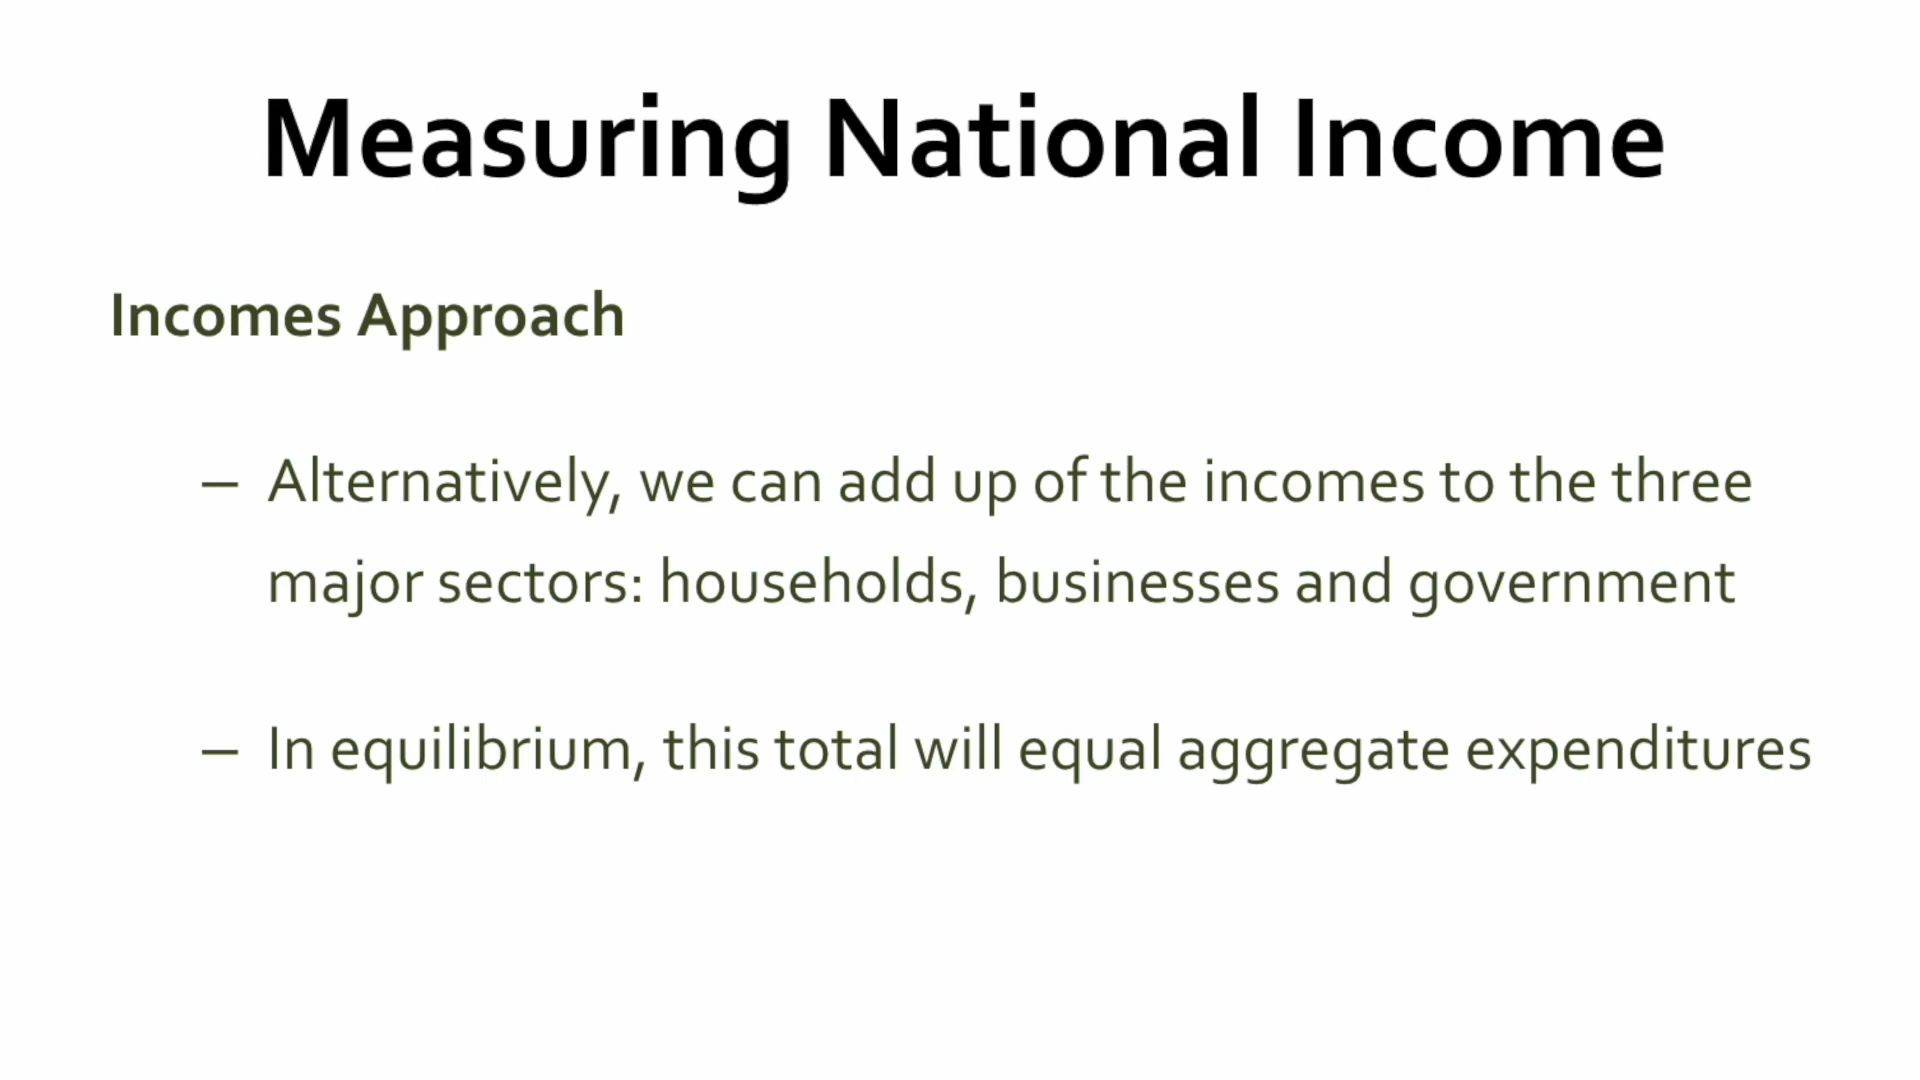 Measuring National Income
Incomes Approach
– Alternatively, we can add up of the incomes to the three
major sectors: households, businesses and government
– In equilibrium, this total will equal aggregate expenditures